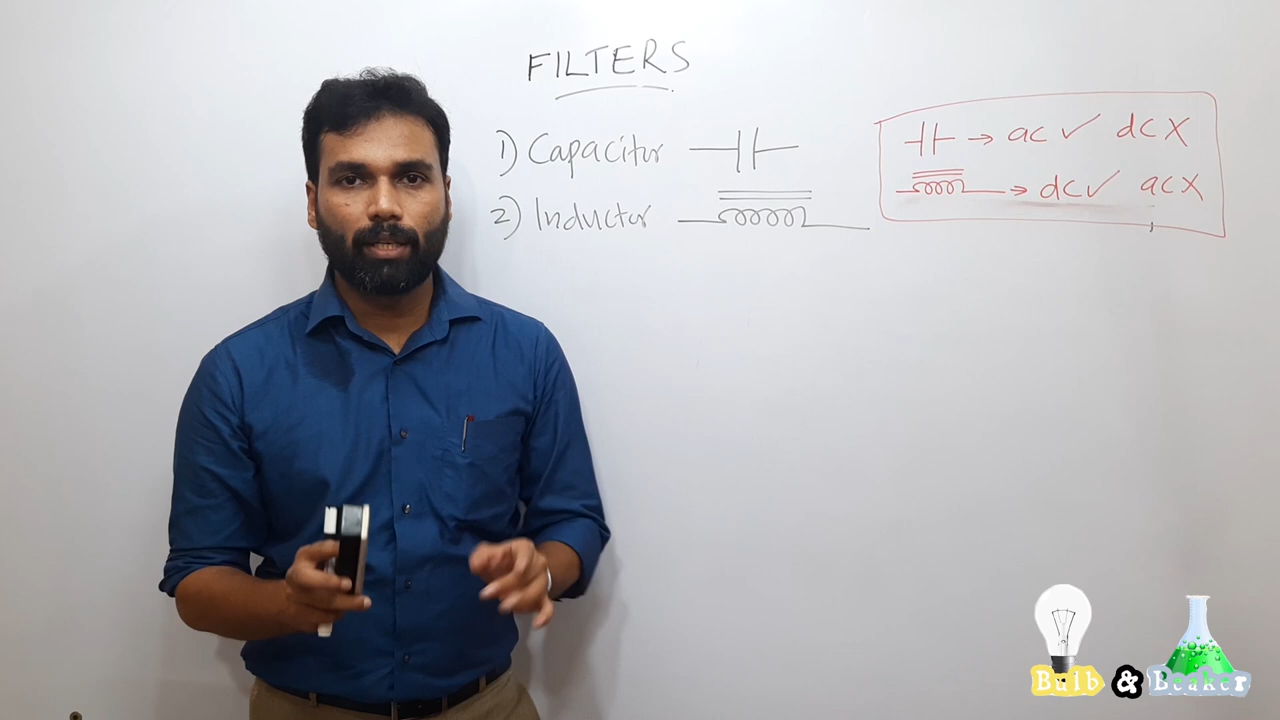 FILTERS
1) Capacitor
2) Inductor
→ ac ✓ dc X
→ dc ✓ ac X
Bulb & Beaker